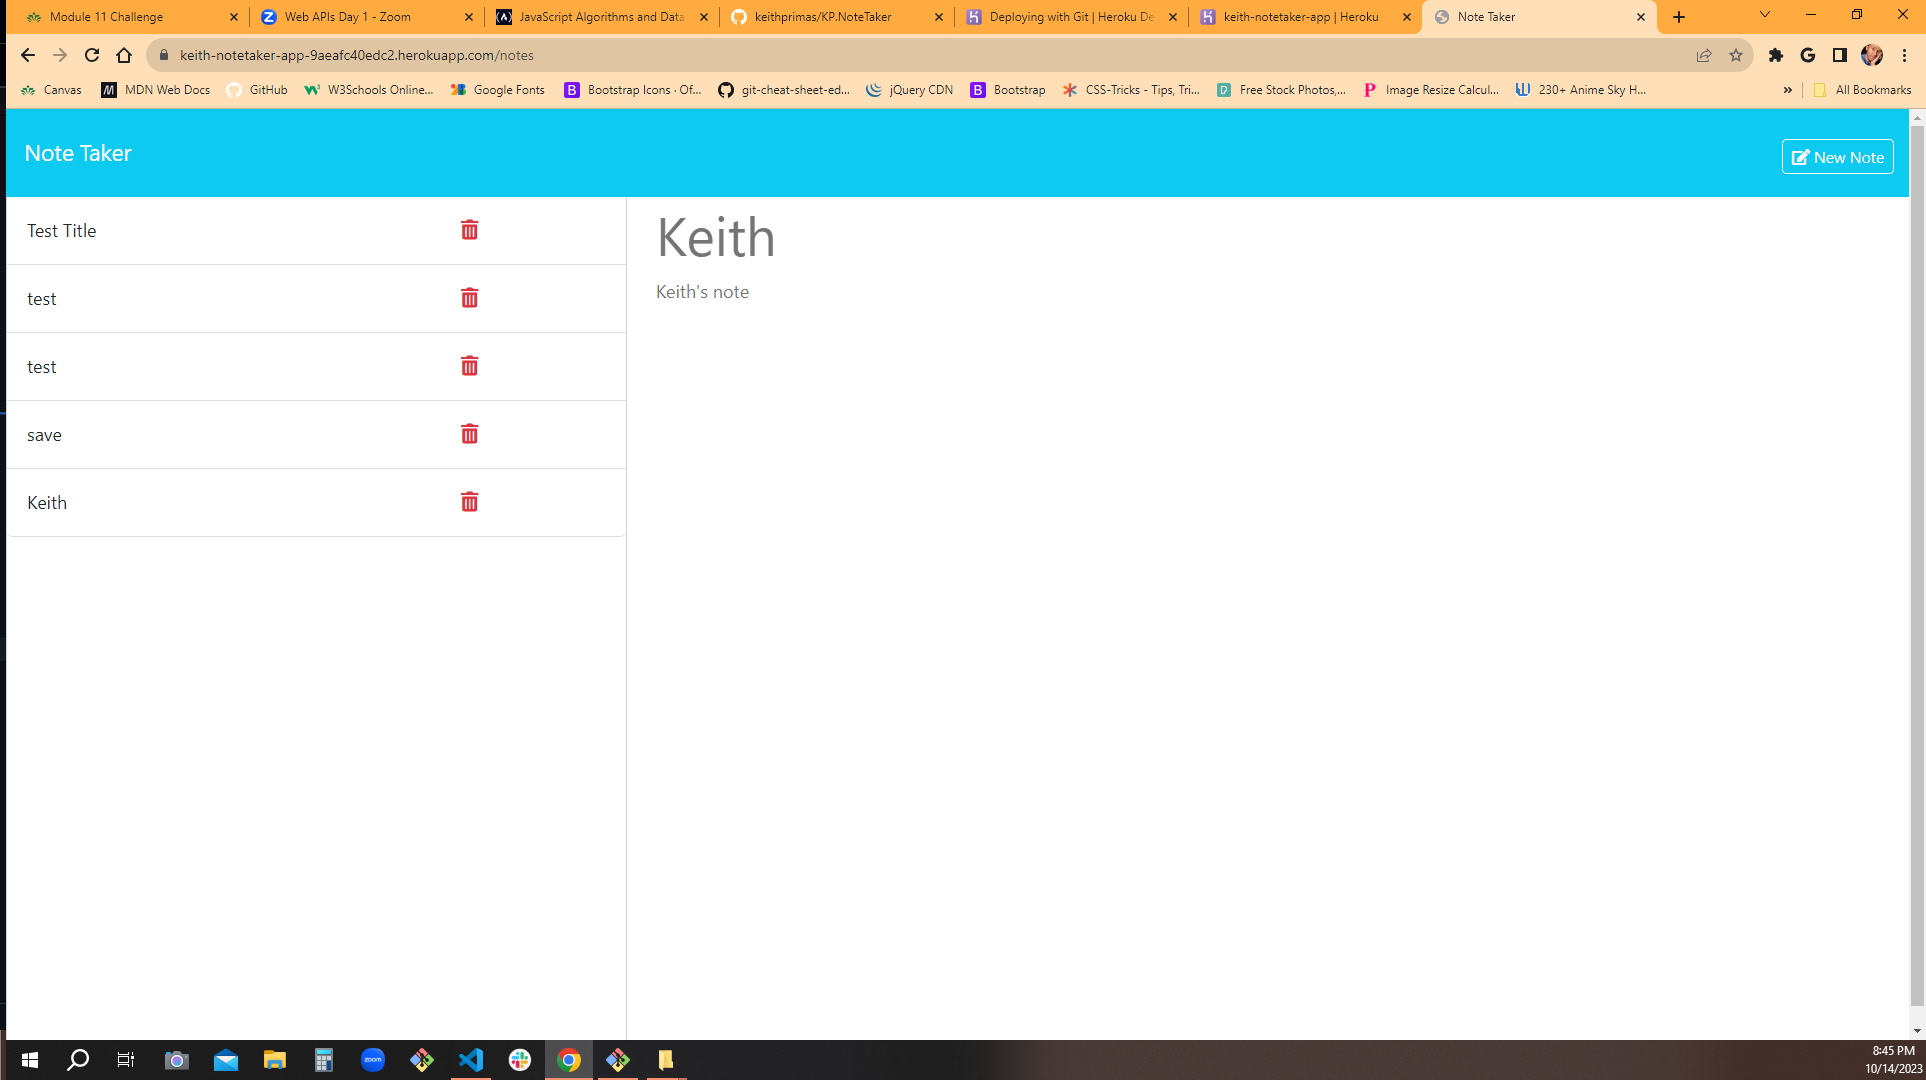 Module 11 Challenge
Web APIs Day 1 - Zoom
JavaScript Algorithms and Data
keithprimas/KP.NoteTaker
Deploying with Git | Heroku De
keith-notetaker-app | Heroku
Note Taker
keith-notetaker-app-9aeafc40edc2.herokuapp.com/notes
Canvas
MDN Web Docs
GitHub
W3Schools Online...
Google Fonts
Bootstrap Icons · Of...
git-cheat-sheet-ed...
jQuery CDN
Bootstrap
CSS-Tricks - Tips, Tri...
Free Stock Photos,...
Image Resize Calcul...
230+ Anime Sky H...
»
All Bookmarks
Note Taker
New Note
Test Title
test
test
save
Keith
Keith
Keith's note
zoom
8:45 PM
10/14/2023